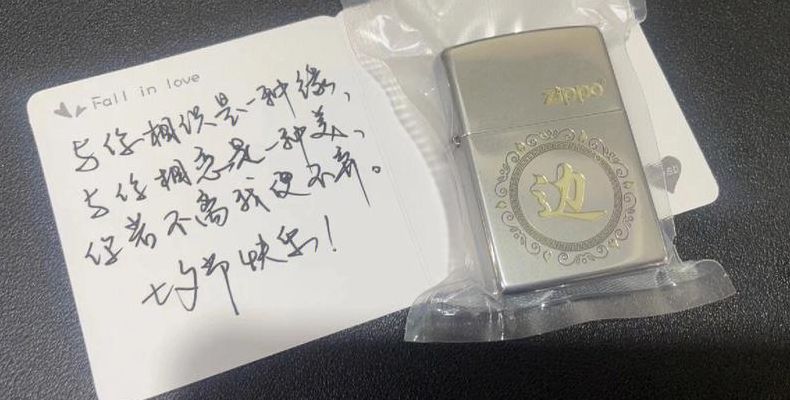 Fall in love
与你相识是一种缘，
与你相恋是一种美，
你若不离我便不弃。
七夕节快乐！
Zippo
边